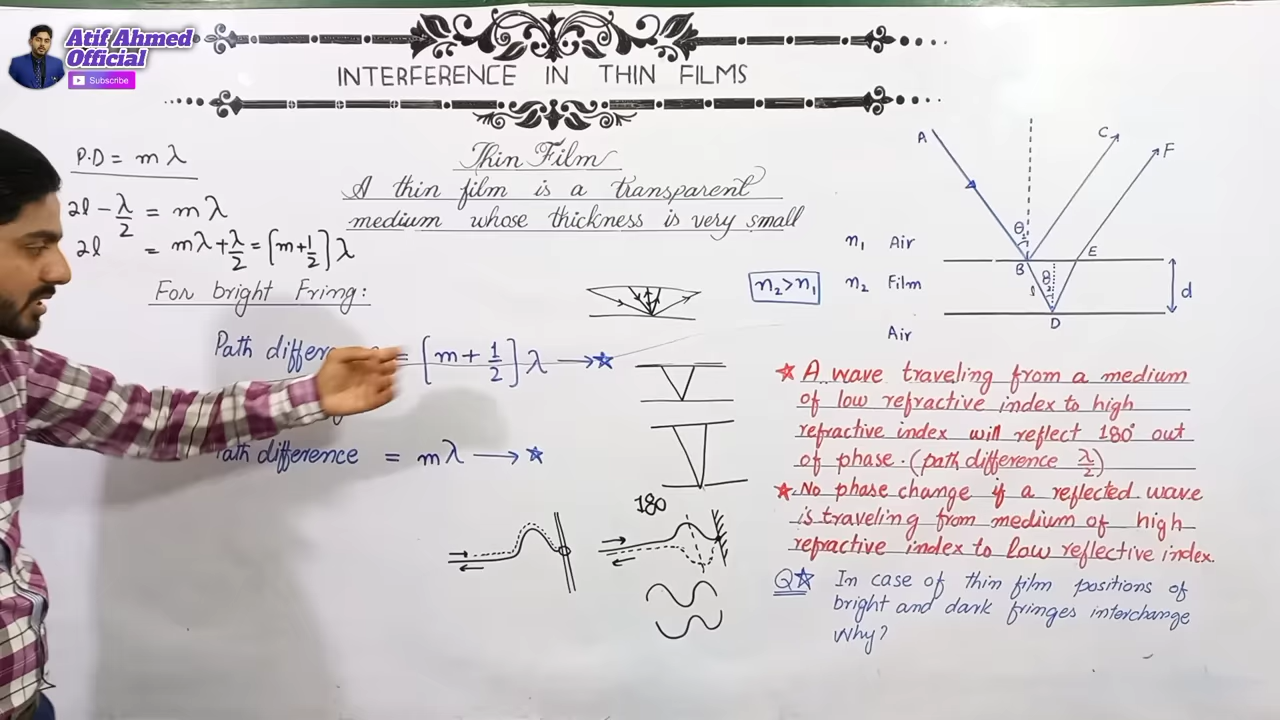 Atif Ahmed
Official
Subscribe
INTERFERENCE IN THIN FILMS
P.D = mλ
2l - λ/2 = mλ
2l = mλ + λ/2 = [m+1/2] λ
Thin Film
A thin film is a transparent
medium whose thickness is very small
For bright Fring:
Path differ = [m + 1/2] λ → ☆
Path difference = mλ → ☆
180
A
C
F
θ₁
n₁ Air
B
E
n₂>n₁
n₂ Film
θ₂
d
D
Air
☆ A wave traveling from a medium
of low refractive index to high
refractive index will reflect 180° out
of phase. (path difference λ/2)
☆ No phase change if a reflected wave
is traveling from medium of high
refractive index to low reflective index.
Q☆ In case of thin film positions of
bright and dark fringes interchange
Why?